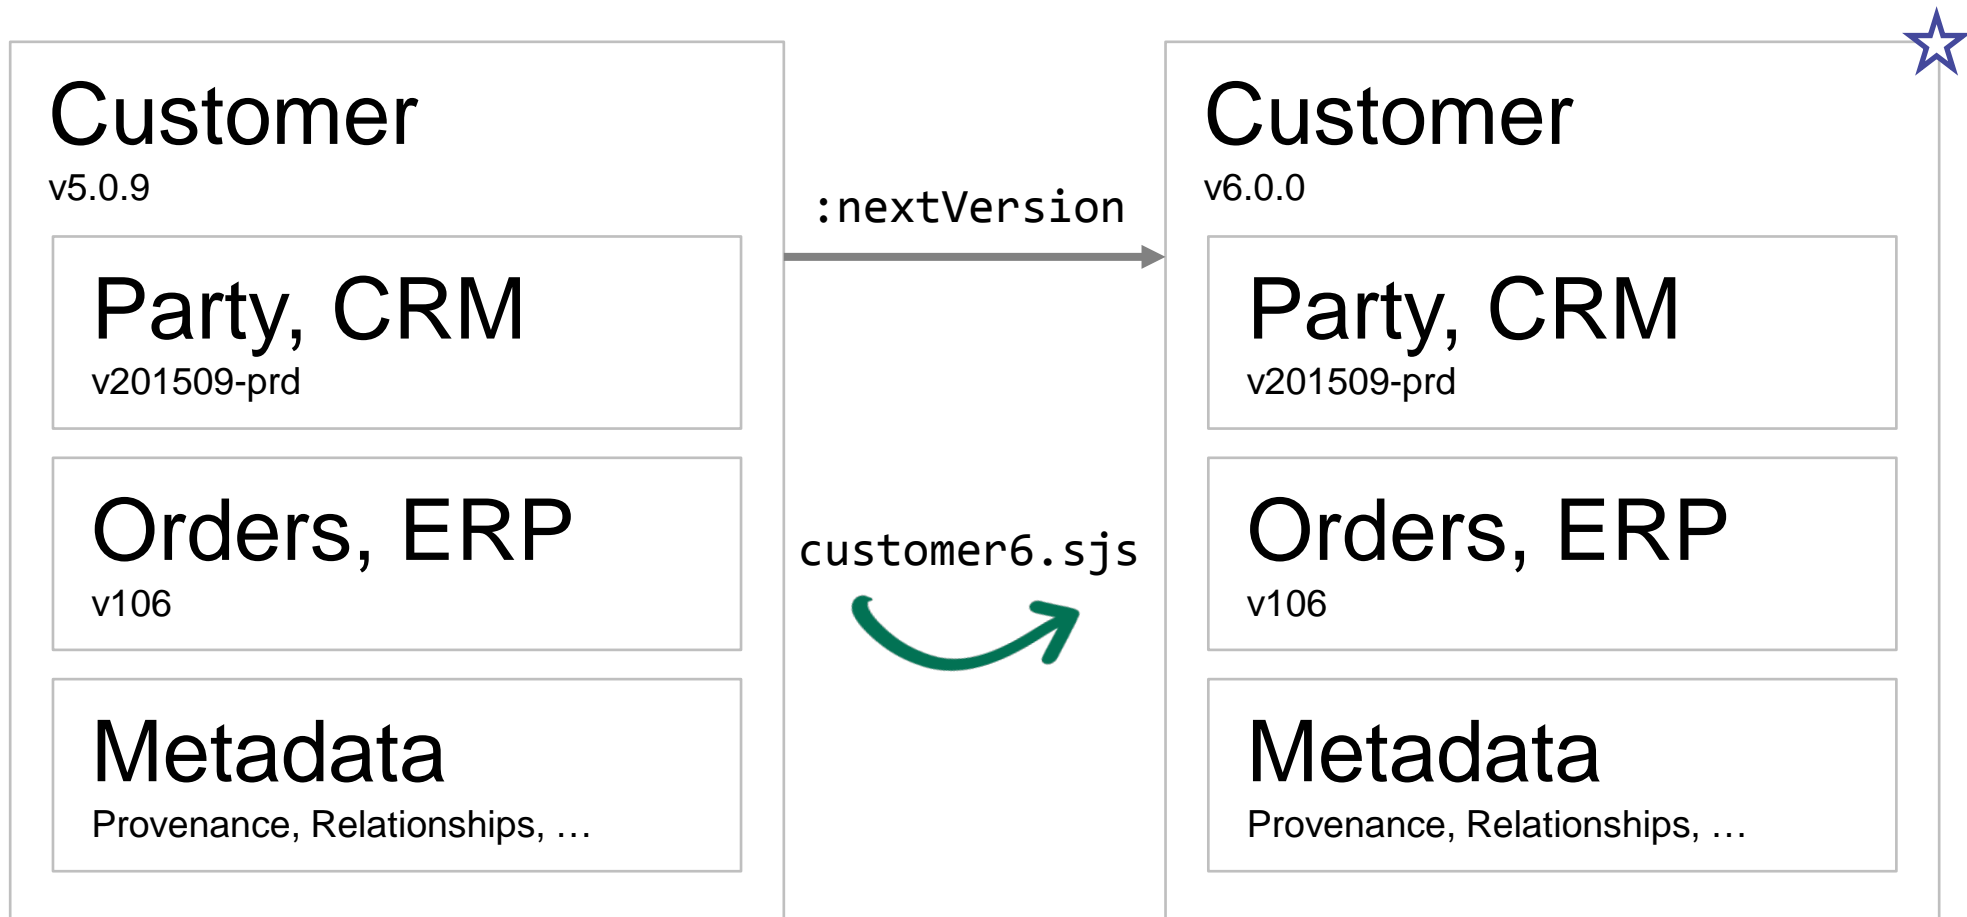 Customer
v5.0.9
Party, CRM
v201509-prd
Orders, ERP
v106
Metadata
Provenance, Relationships, …
:nextVersion
customer6.sjs
Customer
v6.0.0
Party, CRM
v201509-prd
Orders, ERP
v106
Metadata
Provenance, Relationships, …